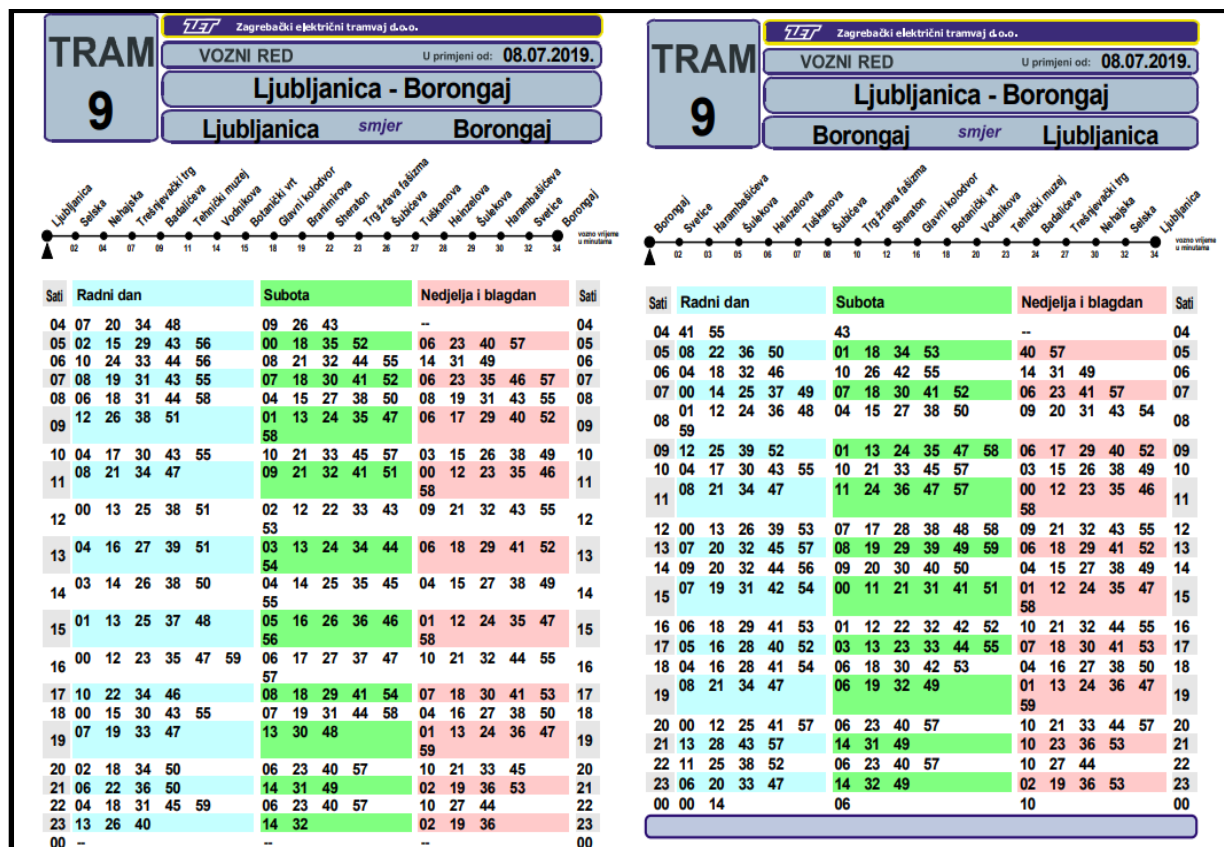 ZET Zagrebački električni tramvaj d.o.o.
TRAM
9
VOZNI RED U primjeni od: 08.07.2019.
Ljubljanica - Borongaj
Ljubljanica smjer Borongaj
Ljubljanica Selska Nehajska Trešnjevački trg Badalićeva Tehnički muzej Vodnikova Botanički vrt Glavni kolodvor Branimirova Sheraton Trg žrtava fašizma Šubićeva Tuškanova Heinzelova Šulekova Harambašićeva Svetice Borongaj
02 04 07 09 11 14 15 18 20 22 23 26 27 29 30 32 34
vozno vrijeme
u minutama
Sati Radni dan Subota Nedjelja i blagdan Sati
04 07 20 34 48 09 26 43 -- 04
05 02 15 29 43 56 00 18 35 52 06 23 40 57 05
06 10 24 33 44 56 08 21 32 44 55 14 31 49 06
07 08 19 31 43 55 07 18 30 41 52 06 23 35 46 57 07
08 06 18 31 44 58 04 15 27 38 50 08 19 31 43 55 08
09 12 26 38 51 01 13 24 35 47 58 06 17 29 40 52 09
10 04 17 30 43 55 10 21 33 45 57 03 15 26 38 49 10
11 08 21 34 47 09 21 32 41 51 00 12 23 35 46 58 11
12 00 13 25 38 51 02 12 22 33 43 53 09 21 32 43 55 12
13 04 16 27 39 51 03 13 24 34 44 54 06 18 29 41 52 13
14 03 14 26 38 50 04 14 25 35 45 55 04 15 27 38 49 14
15 01 13 25 37 48 05 16 26 36 46 56 01 12 24 35 47 58 15
16 00 12 23 35 47 59 06 17 27 37 47 57 10 21 32 44 55 16
17 10 22 34 46 08 18 29 41 54 07 18 30 41 53 17
18 00 15 30 43 55 07 19 31 44 58 04 16 27 38 50 18
19 07 19 33 47 13 30 48 01 13 24 36 47 59 19
20 02 18 34 50 06 23 40 57 10 21 33 45 20
21 06 22 36 50 14 31 49 02 19 36 53 21
22 04 18 31 45 59 06 23 40 57 10 27 44 22
23 13 26 40 14 32 02 19 36 23
00 -- -- -- 00
ZET Zagrebački električni tramvaj d.o.o.
TRAM
9
VOZNI RED U primjeni od: 08.07.2019.
Ljubljanica - Borongaj
Borongaj smjer Ljubljanica
Borongaj Svetice Harambašićeva Šulekova Heinzelova Tuškanova Šubićeva Trg žrtava fašizma Sheraton Glavni kolodvor Botanički vrt Vodnikova Tehnički muzej Badalićeva Trešnjevački trg Nehajska Selska Ljubljanica
02 03 05 06 07 08 10 12 16 18 20 23 24 27 30 32 34
vozno vrijeme
u minutama
Sati Radni dan Subota Nedjelja i blagdan Sati
04 41 55 43 -- 04
05 08 22 36 50 01 18 34 53 40 57 05
06 04 18 32 46 10 26 42 55 14 31 49 06
07 00 14 25 37 49 07 18 30 41 52 06 23 41 57 07
08 01 12 24 36 48 59 04 15 27 38 50 09 20 31 43 54 08
09 12 25 39 52 01 13 24 35 47 58 06 17 29 40 52 09
10 04 17 30 43 55 10 21 33 45 57 03 15 26 38 49 10
11 08 21 34 47 11 24 36 47 57 00 12 23 35 46 58 11
12 00 13 26 39 53 07 17 28 38 48 58 09 21 32 43 55 12
13 07 20 32 45 57 08 19 29 39 49 59 06 18 29 41 52 13
14 09 20 32 44 56 09 20 30 40 50 04 15 27 38 49 14
15 07 19 31 42 54 00 11 21 31 41 51 01 12 24 35 47 58 15
16 06 18 29 41 53 01 12 22 32 42 52 10 21 32 44 55 16
17 05 16 28 40 52 03 13 23 33 44 55 07 18 30 41 53 17
18 04 16 28 41 54 06 18 30 42 53 04 16 27 38 50 18
19 08 21 34 47 06 19 32 49 01 13 24 36 47 59 19
20 00 12 25 41 57 06 23 40 57 10 21 33 44 57 20
21 13 28 43 57 14 31 49 10 23 36 53 21
22 11 25 38 52 06 23 40 57 10 27 44 22
23 06 20 33 47 14 32 49 02 19 36 53 23
00 00 14 06 10 00